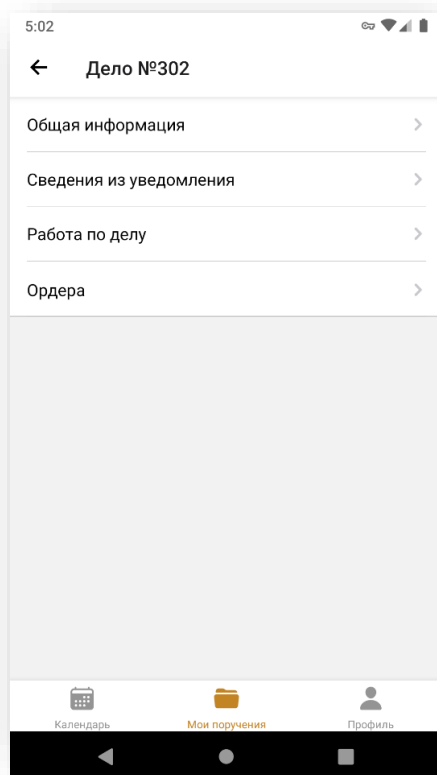 5:02
Дело №302
Общая информация
Сведения из уведомления
Работа по делу
Ордера
Календарь
Мои поручения
Профиль